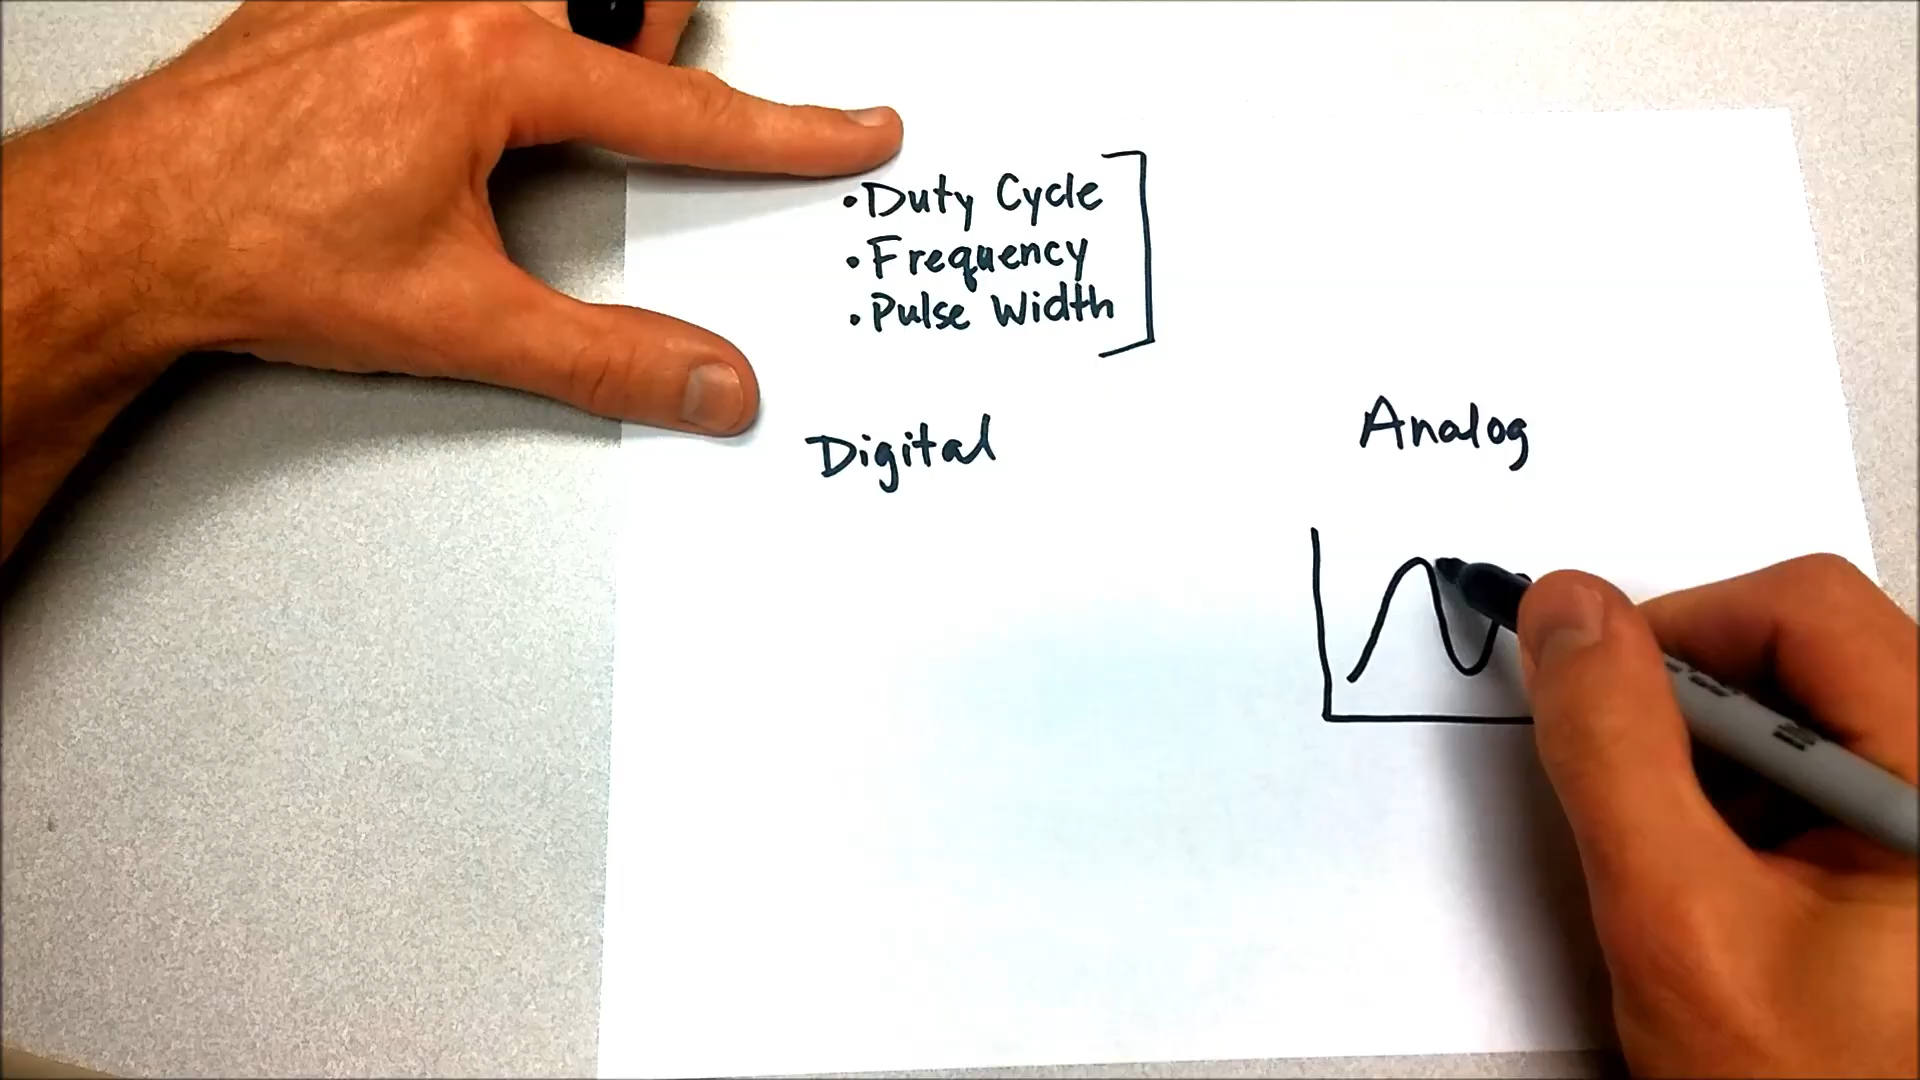 • Duty Cycle
• Frequency
• Pulse Width
Digital
Analog